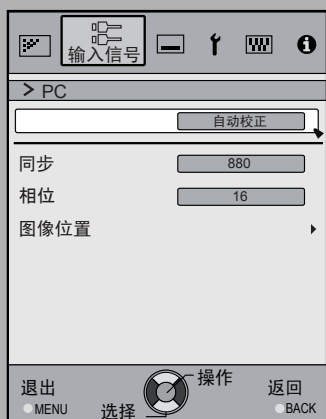 输入信号
> PC
自动校正
同步 880
相位 16
图像位置
退出 操作 返回
MENU 选择 BACK